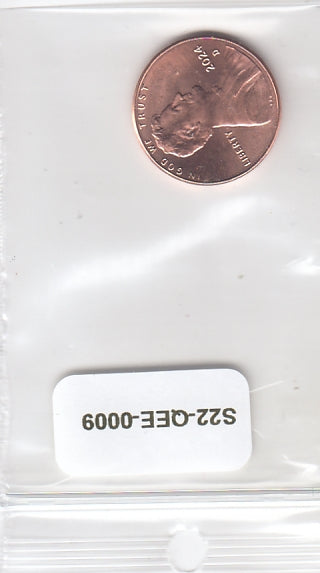 IN GOD WE TRUST
LIBERTY
2024
D
S22-QEE-0009